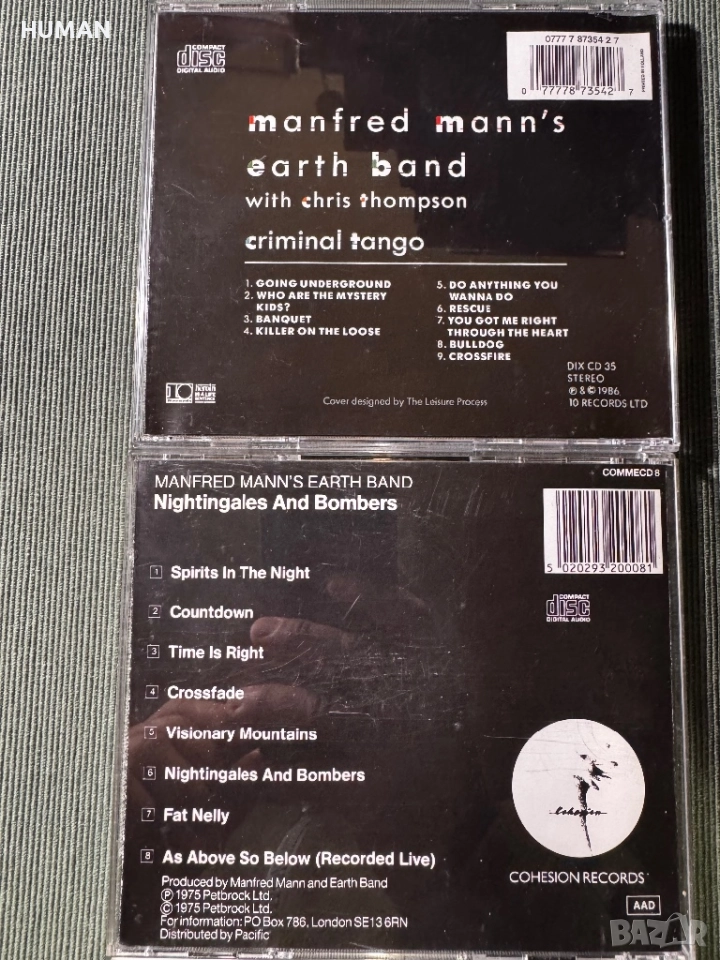 HUMAN
COMPACT
disc
DIGITAL AUDIO
0777 7 87354 2 7
0 77778 73542 7
PRINTED IN HOLLAND
manfred mann's
earth band
with chris thompson
criminal tango
1. GOING UNDERGROUND
2. WHO ARE THE MYSTERY
KIDS?
3. BANQUET
4. KILLER ON THE LOOSE
5. DO ANYTHING YOU
WANNA DO
6. RESCUE
7. YOU GOT ME RIGHT
THROUGH THE HEART
8. BULLDOG
9. CROSSFIRE
DIX CD 35
STEREO
℗ & © 1986
10 RECORDS LTD
10
Cover designed by The Leisure Process
MANFRED MANN'S EARTH BAND
Nightingales And Bombers
COMMECD 8
5 020293 200081
COMPACT
disc
DIGITAL AUDIO
1 Spirits In The Night
2 Countdown
3 Time Is Right
4 Crossfade
5 Visionary Mountains
6 Nightingales And Bombers
7 Fat Nelly
8 As Above So Below (Recorded Live)
Produced by Manfred Mann and Earth Band
℗ 1975 Petbrock Ltd.
© 1975 Petbrock Ltd.
For information: PO Box 786, London SE13 6RN
Distributed by Pacific
Cohesion
COHESION RECORDS
AAD
BAZAR